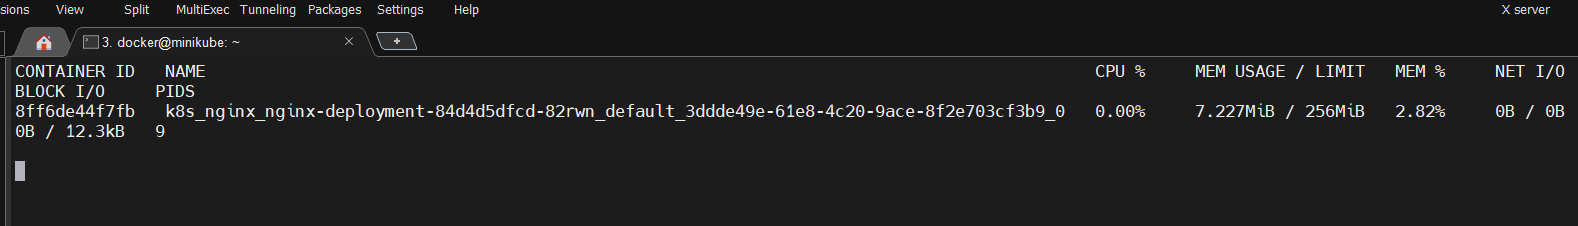 sions View Split MultiExec Tunneling Packages Settings Help X server
3. docker@minikube: ~
CONTAINER ID NAME CPU % MEM USAGE / LIMIT MEM % NET I/O
BLOCK I/O PIDS
8ff6de44f7fb k8s_nginx_nginx-deployment-84d4d5dfcd-82rwn_default_3ddde49e-61e8-4c20-9ace-8f2e703cf3b9_0 0.00% 7.227MiB / 256MiB 2.82% 0B / 0B
0B / 12.3kB 9